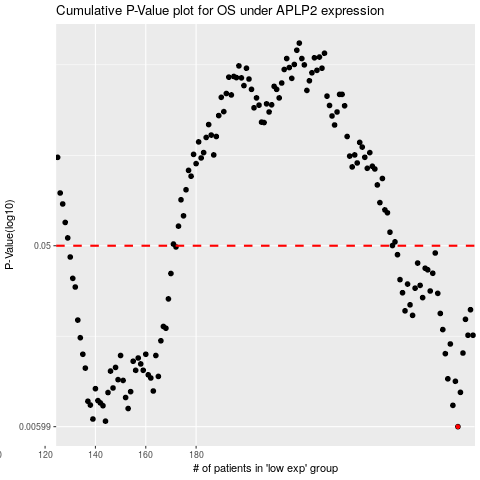 Cumulative P-Value plot for OS under APLP2 expression
P-Value(log10)
0.05
0.00599
0 120 140 160 180
# of patients in 'low exp' group